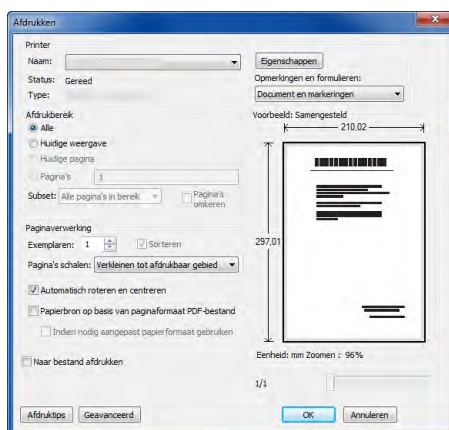 Afdrukken
Printer
Naam:
Eigenschappen
Status: Gereed
Opmerkingen en formulieren:
Type:
Document en markeringen
Afdrukbereik
Voorbeeld: Samengesteld
Alle
210,02
Huidige weergave
Huidige pagina
Pagina's 1
Subset: Alle pagina's in bereik
Pagina's
omkeren
Paginaverwerking
Exemplaren: 1 Sorteren
297,01
Pagina's schalen: Verkleinen tot afdrukbaar gebied
Automatisch roteren en centreren
Papierbron op basis van paginaformaat PDF-bestand
Indien nodig aangepast papierformaat gebruiken
Eenheid: mm Zoomen : 96%
Naar bestand afdrukken
1/1
Afdruktips Geavanceerd OK Annuleren